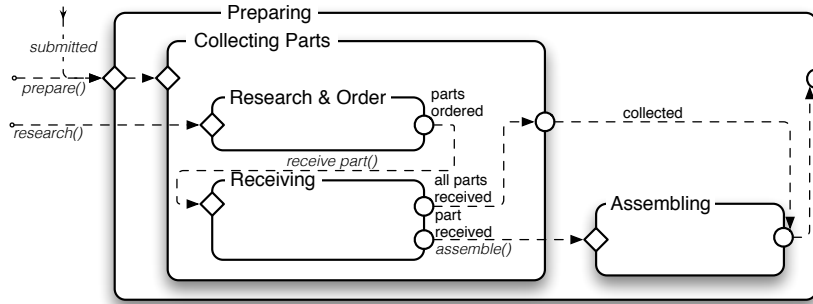 Preparing
submitted
Collecting Parts
prepare()
Research & Order
parts
ordered
collected
research()
receive part()
Receiving
all parts
received
Assembling
part
received
assemble()